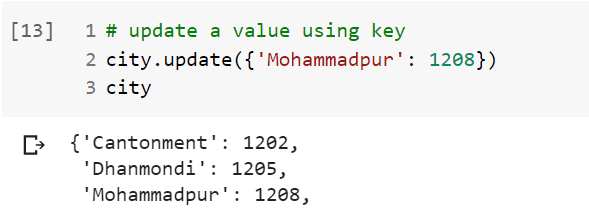 [13] 1 # update a value using key
2 city.update({'Mohammadpur': 1208})
3 city
{'Cantonment': 1202,
'Dhanmondi': 1205,
'Mohammadpur': 1208,